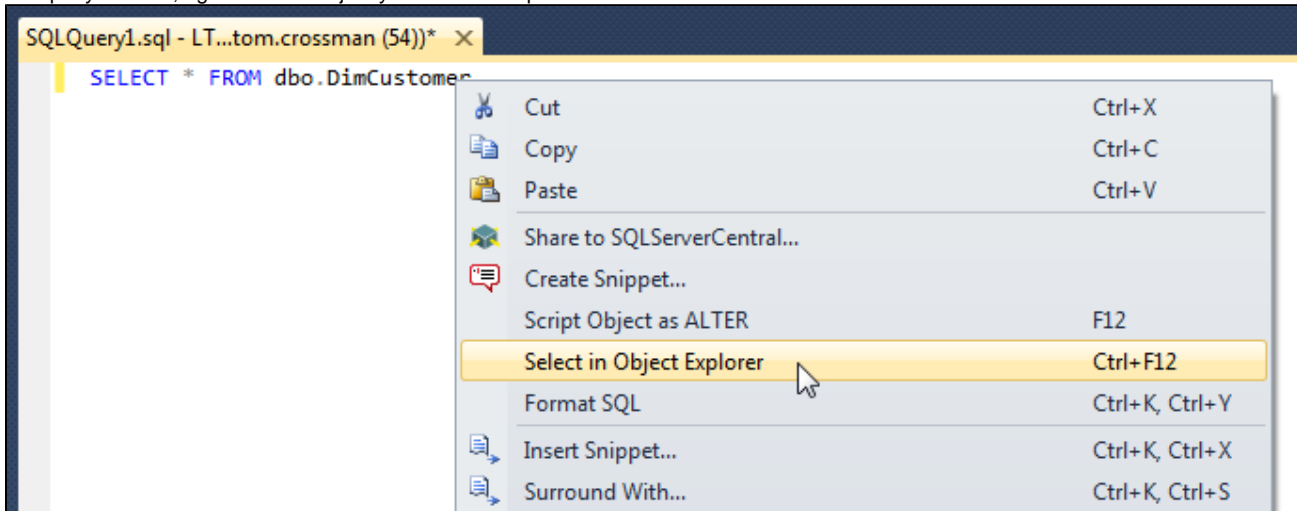 SQLQuery1.sql - LT...tom.crossman (54))*
SELECT * FROM dbo.DimCustomer
Cut Ctrl+X
Copy Ctrl+C
Paste Ctrl+V
Share to SQLServerCentral...
Create Snippet...
Script Object as ALTER F12
Select in Object Explorer Ctrl+F12
Format SQL Ctrl+K, Ctrl+Y
Insert Snippet... Ctrl+K, Ctrl+X
Surround With... Ctrl+K, Ctrl+S